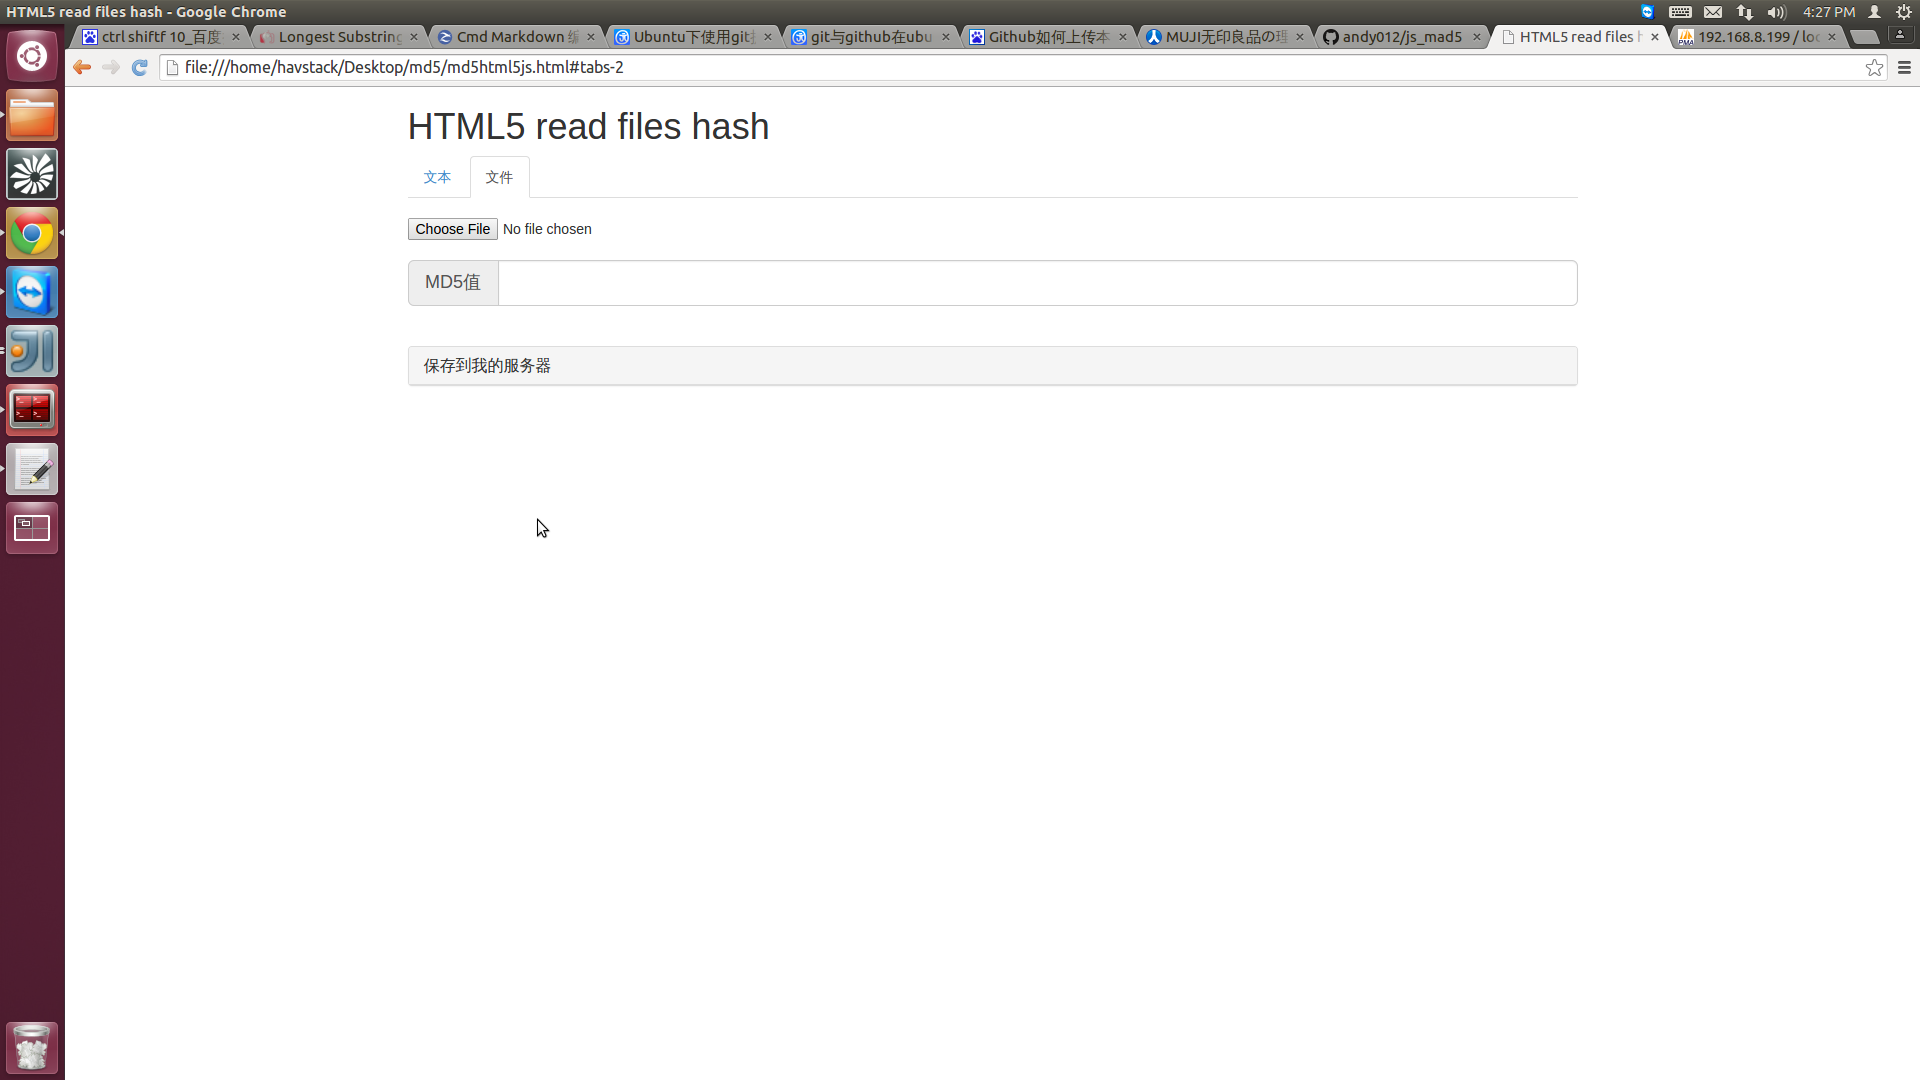 HTML5 read files hash - Google Chrome
4:27 PM
ctrl shiftf 10_百度
Longest Substring
Cmd Markdown 编
Ubuntu下使用git
git与github在ubu
Github如何上传本
MUJI无印良品の理
andy012/js_mad5
HTML5 read files h
192.168.8.199 / loc
file:///home/havstack/Desktop/md5/md5html5js.html#tabs-2
HTML5 read files hash
文本
文件
Choose File No file chosen
MD5值
保存到我的服务器